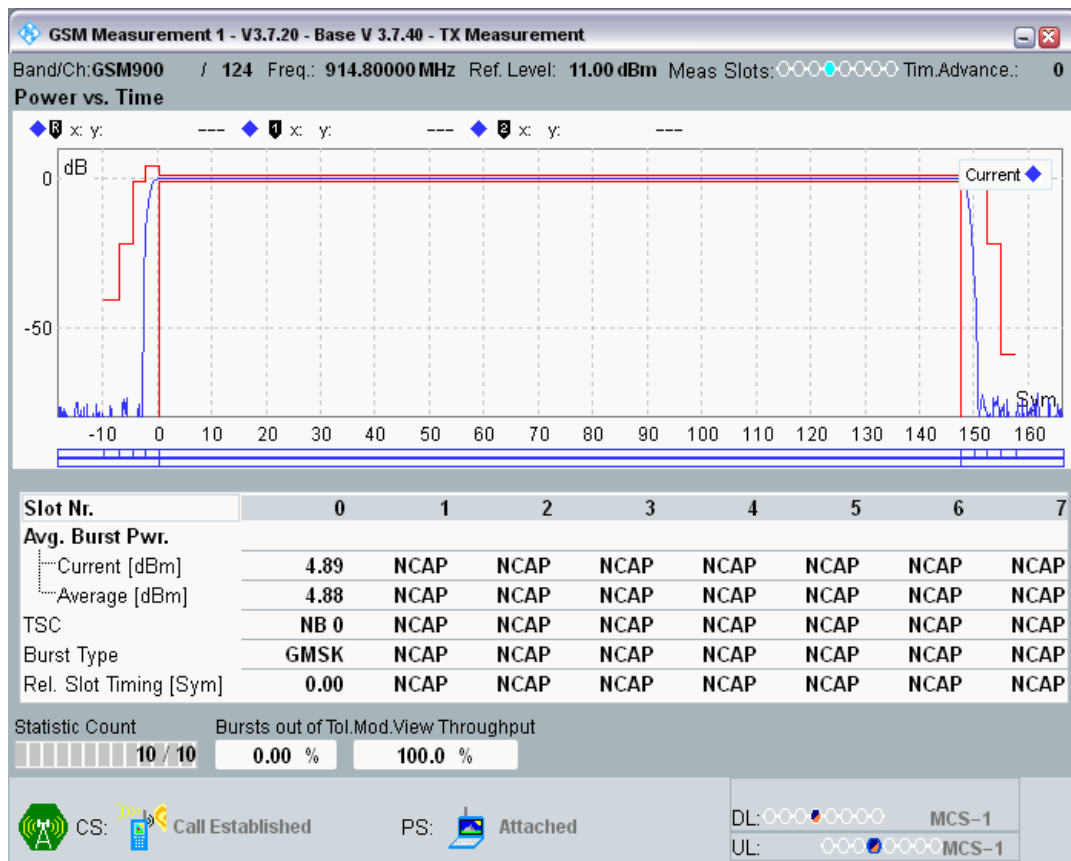 GSM Measurement 1 - V3.7.20 - Base V 3.7.40 - TX Measurement
Band/Ch:GSM900 / 124 Freq.: 914.80000 MHz Ref. Level: 11.00 dBm Meas Slots: Tim.Advance.: 0
Power vs. Time
R x: y: --- 1 x: y: --- 2 x: y: ---
dB
Current
0
-50
Sym
-10 0 10 20 30 40 50 60 70 80 90 100 110 120 130 140 150 160
Slot Nr. 0 1 2 3 4 5 6 7
Avg. Burst Pwr.
Current [dBm] 4.89 NCAP NCAP NCAP NCAP NCAP NCAP NCAP
Average [dBm] 4.88 NCAP NCAP NCAP NCAP NCAP NCAP NCAP
TSC NB 0 NCAP NCAP NCAP NCAP NCAP NCAP NCAP
Burst Type GMSK NCAP NCAP NCAP NCAP NCAP NCAP NCAP
Rel. Slot Timing [Sym] 0.00 NCAP NCAP NCAP NCAP NCAP NCAP NCAP
Statistic Count Bursts out of Tol.Mod.View Throughput
10 / 10 0.00 % 100.0 %
CS: Call Established PS: Attached DL: MCS-1
UL: MCS-1